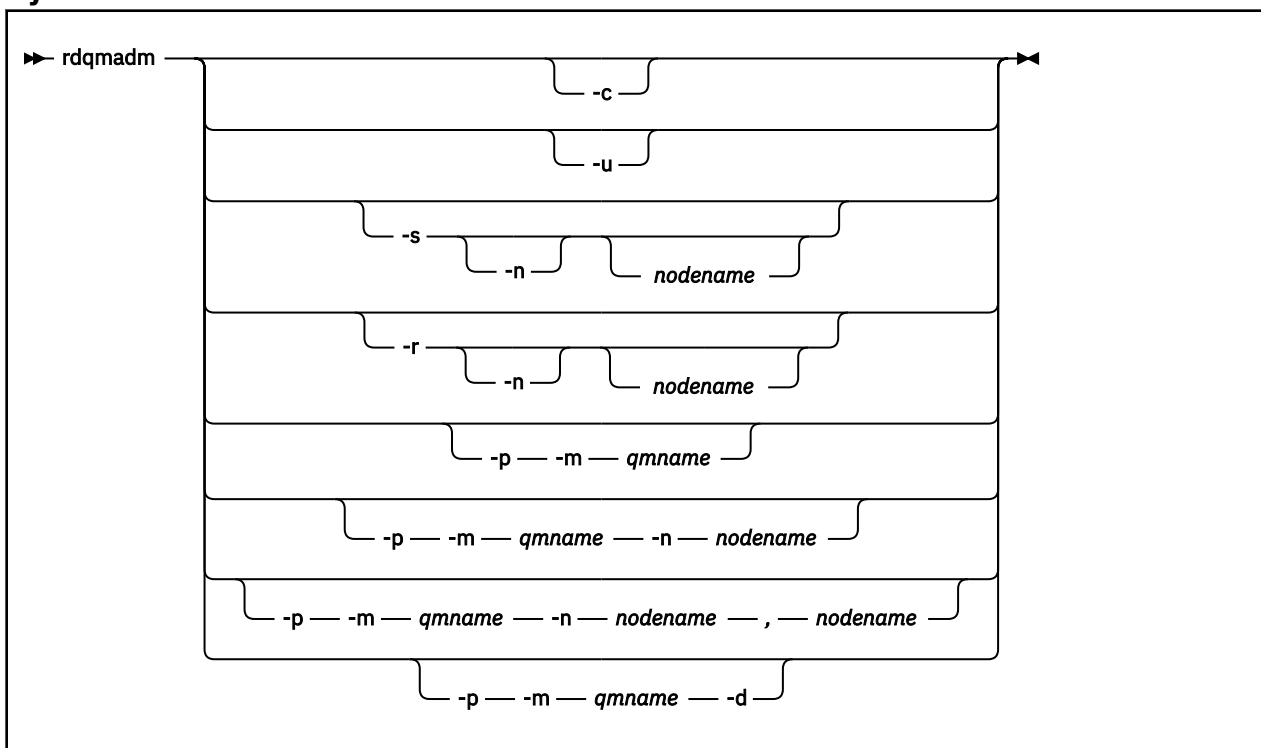 rdqmadm
-c
-u
-s
-n nodename
-r
-n nodename
-p -m qmname
-p -m qmname -n nodename
-p -m qmname -n nodename , nodename
-p -m qmname -d